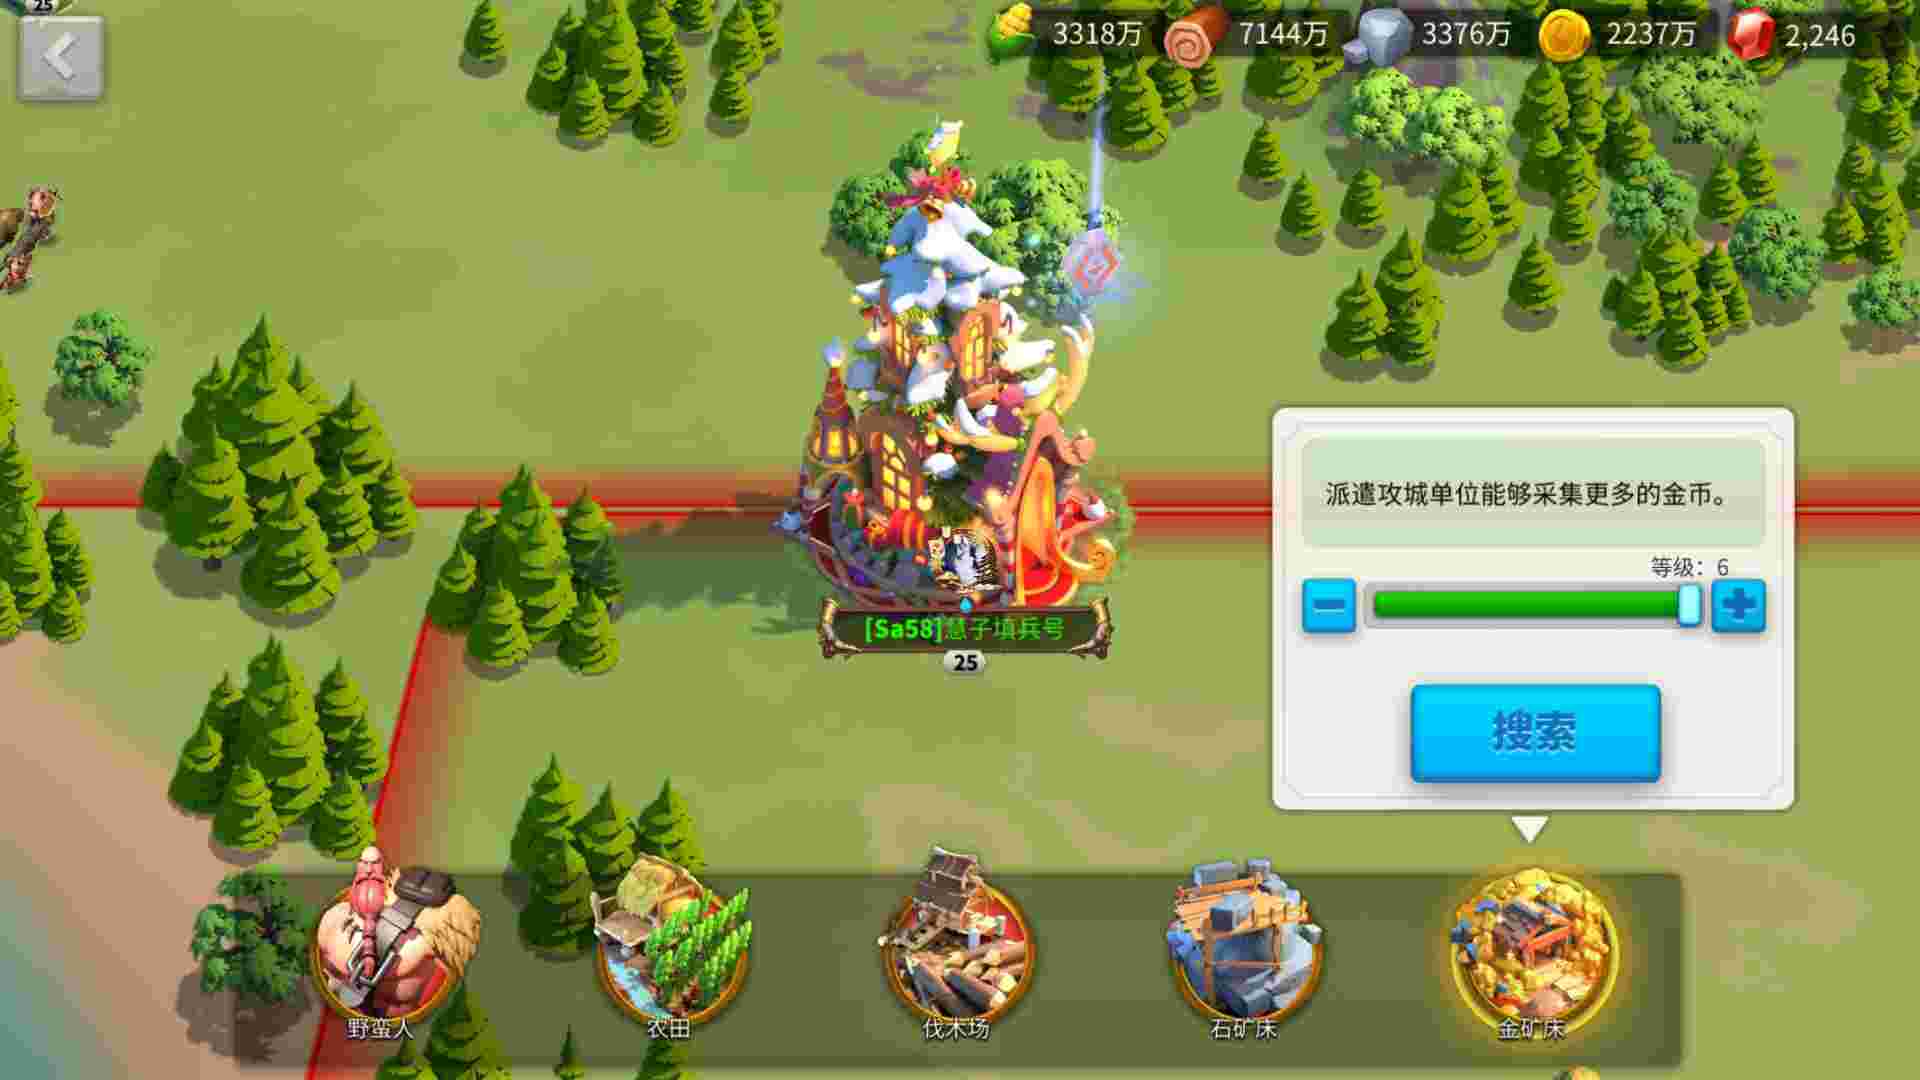 25
3318万 7144万 3376万 2237万 2,246
派遣攻城单位能够采集更多的金币。
等级：6
[Sa58]慧子填兵号
25
搜索
野蛮人 农田 伐木场 石矿床 金矿床